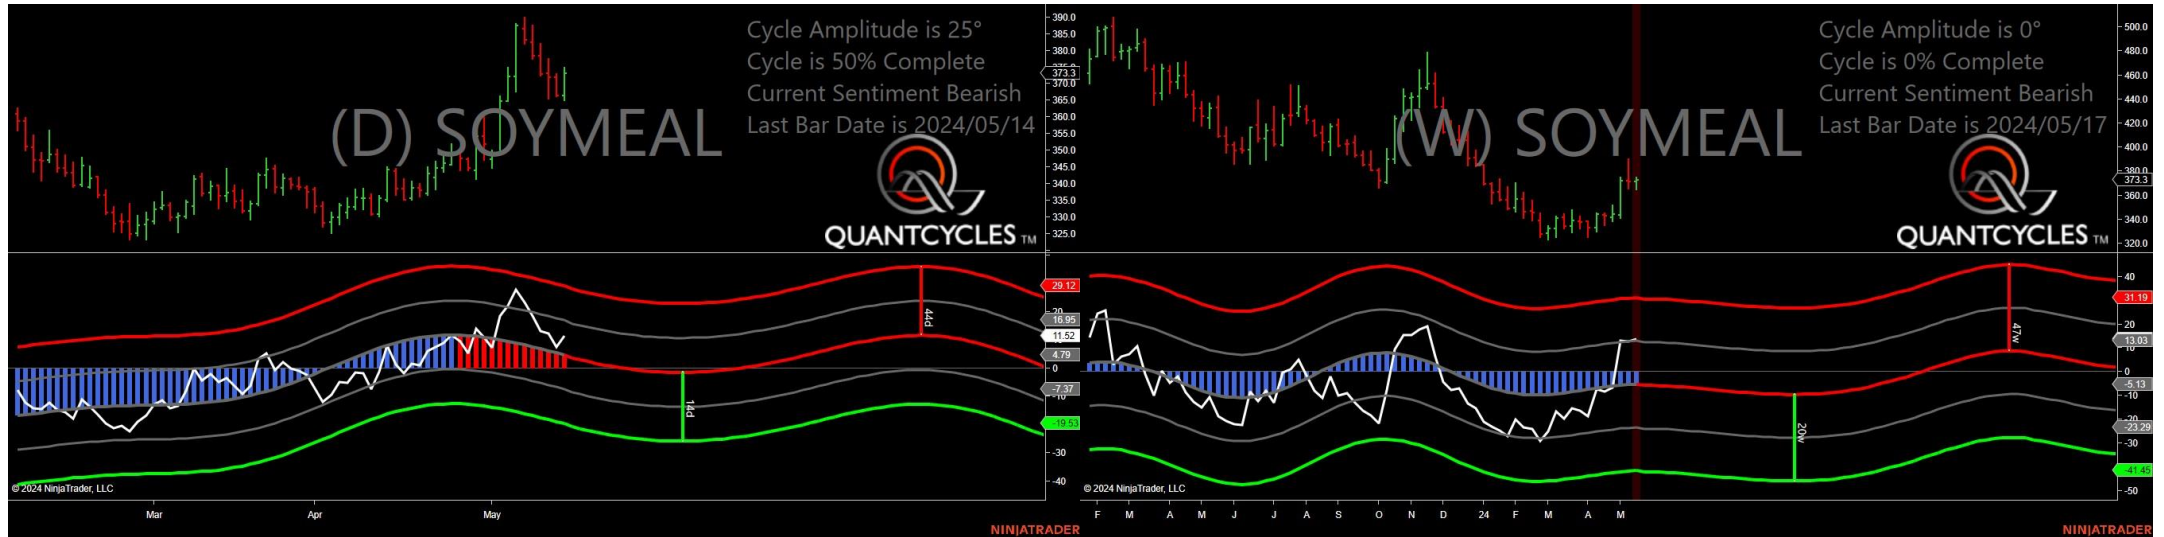 Cycle Amplitude is 25°
Cycle is 50% Complete
Current Sentiment Bearish
Last Bar Date is 2024/05/14
(D) SOYMEAL
QUANTCYCLES TM
390.0
385.0
380.0
373.3
370.0
365.0
360.0
355.0
350.0
345.0
340.0
335.0
330.0
325.0
29.12
16.95
11.52
4.79
0
-7.37
-19.53
-30
-40
44d
14d
© 2024 NinjaTrader, LLC
Mar Apr May
NINJATRADER
Cycle Amplitude is 0°
Cycle is 0% Complete
Current Sentiment Bearish
Last Bar Date is 2024/05/17
(W) SOYMEAL
QUANTCYCLES TM
500.0
480.0
460.0
440.0
420.0
400.0
380.0
373.3
360.0
340.0
320.0
40
31.19
20
13.03
0
-5.13
-10
-23.29
-30
-41.45
-50
47w
20w
© 2024 NinjaTrader, LLC
F M A M J J A S O N D 24 F M A M
NINJATRADER